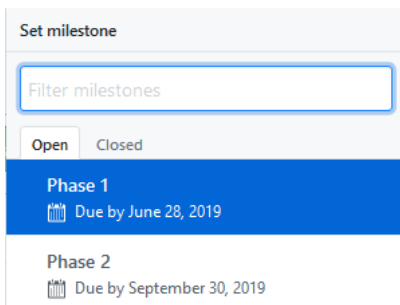 Set milestone
Filter milestones
Open Closed
Phase 1
Due by June 28, 2019
Phase 2
Due by September 30, 2019